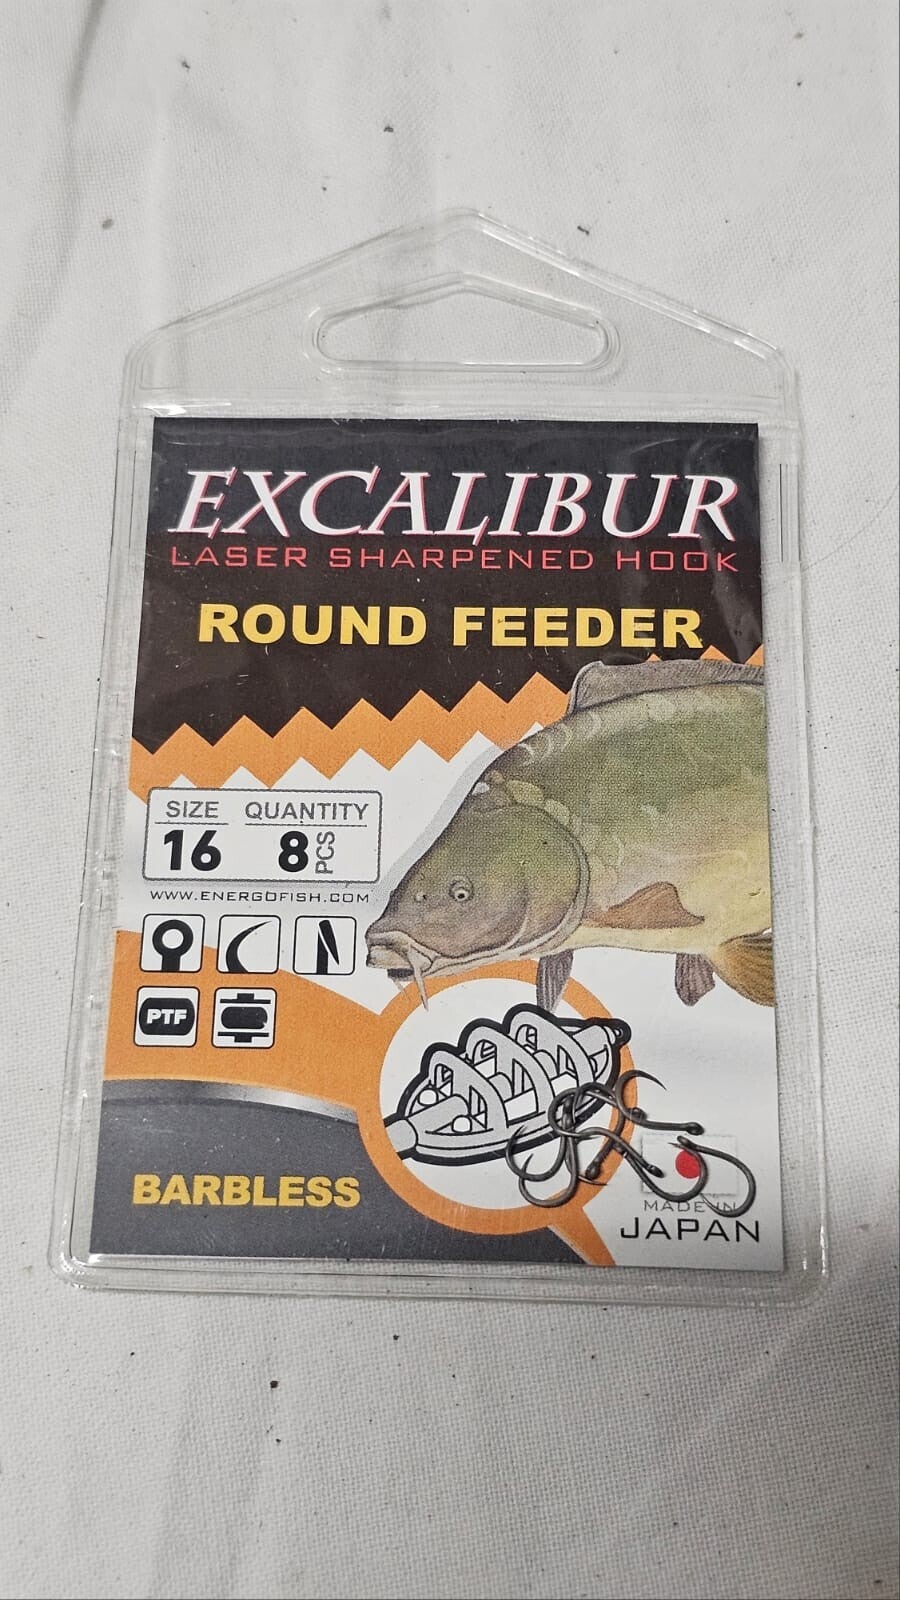 EXCALIBUR
LASER SHARPENED HOOK
ROUND FEEDER
SIZE QUANTITY
16 8 PCS
WWW.ENERGOFISH.COM
PTF
BARBLESS
MADE IN
JAPAN